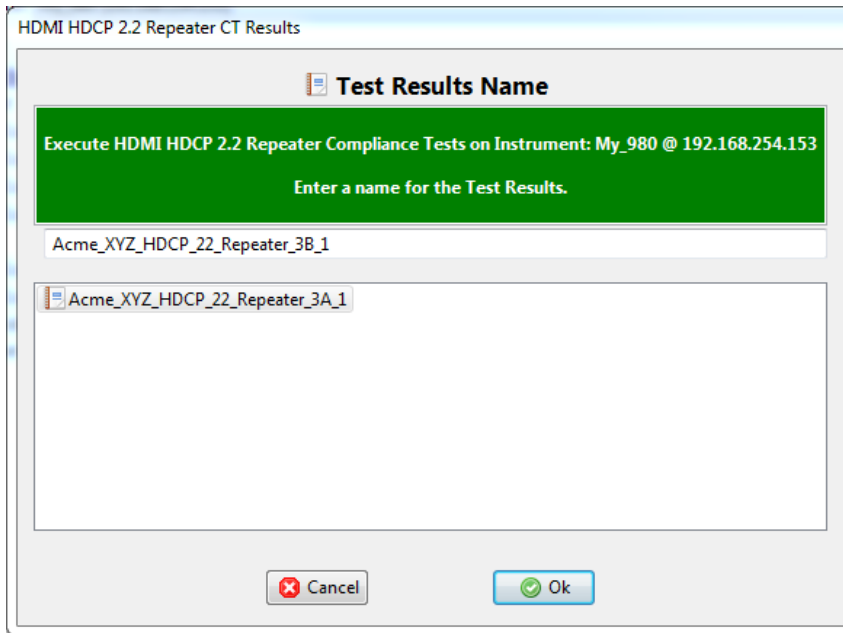 HDMI HDCP 2.2 Repeater CT Results
Test Results Name
Execute HDMI HDCP 2.2 Repeater Compliance Tests on Instrument: My_980 @ 192.168.254.153
Enter a name for the Test Results.
Acme_XYZ_HDCP_22_Repeater_3B_1
Acme_XYZ_HDCP_22_Repeater_3A_1
Cancel
Ok